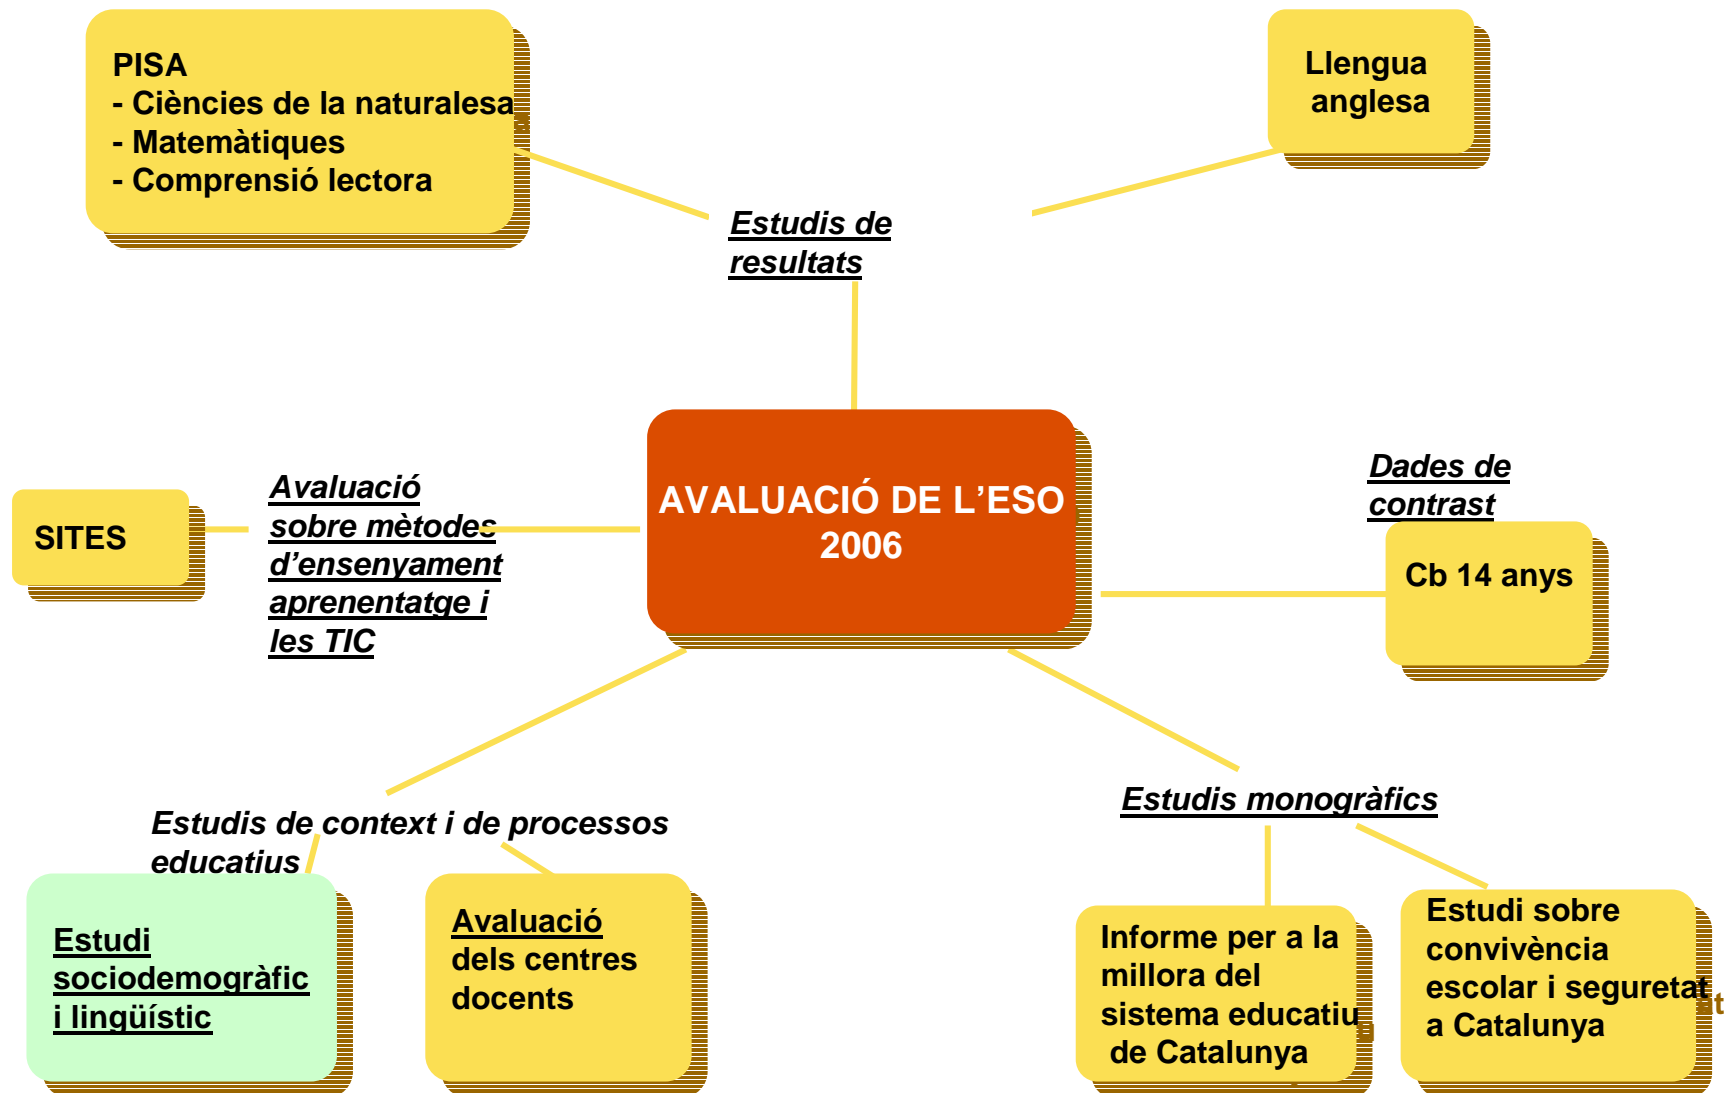 PISA
- Ciències de la naturalesa
- Matemàtiques
- Comprensió lectora
Llengua
anglesa
Estudis de
resultats
AVALUACIÓ DE L’ESO
2006
SITES
Avaluació
sobre mètodes
d’ensenyament
aprenentatge i
les TIC
Dades de
contrast
Cb 14 anys
Estudis de context i de processos
educatius
Estudi
sociodemogràfic
i lingüístic
Avaluació
dels centres
docents
Estudis monogràfics
Informe per a la
millora del
sistema educatiu
de Catalunya
Estudi sobre
convivència
escolar i seguretat
a Catalunya